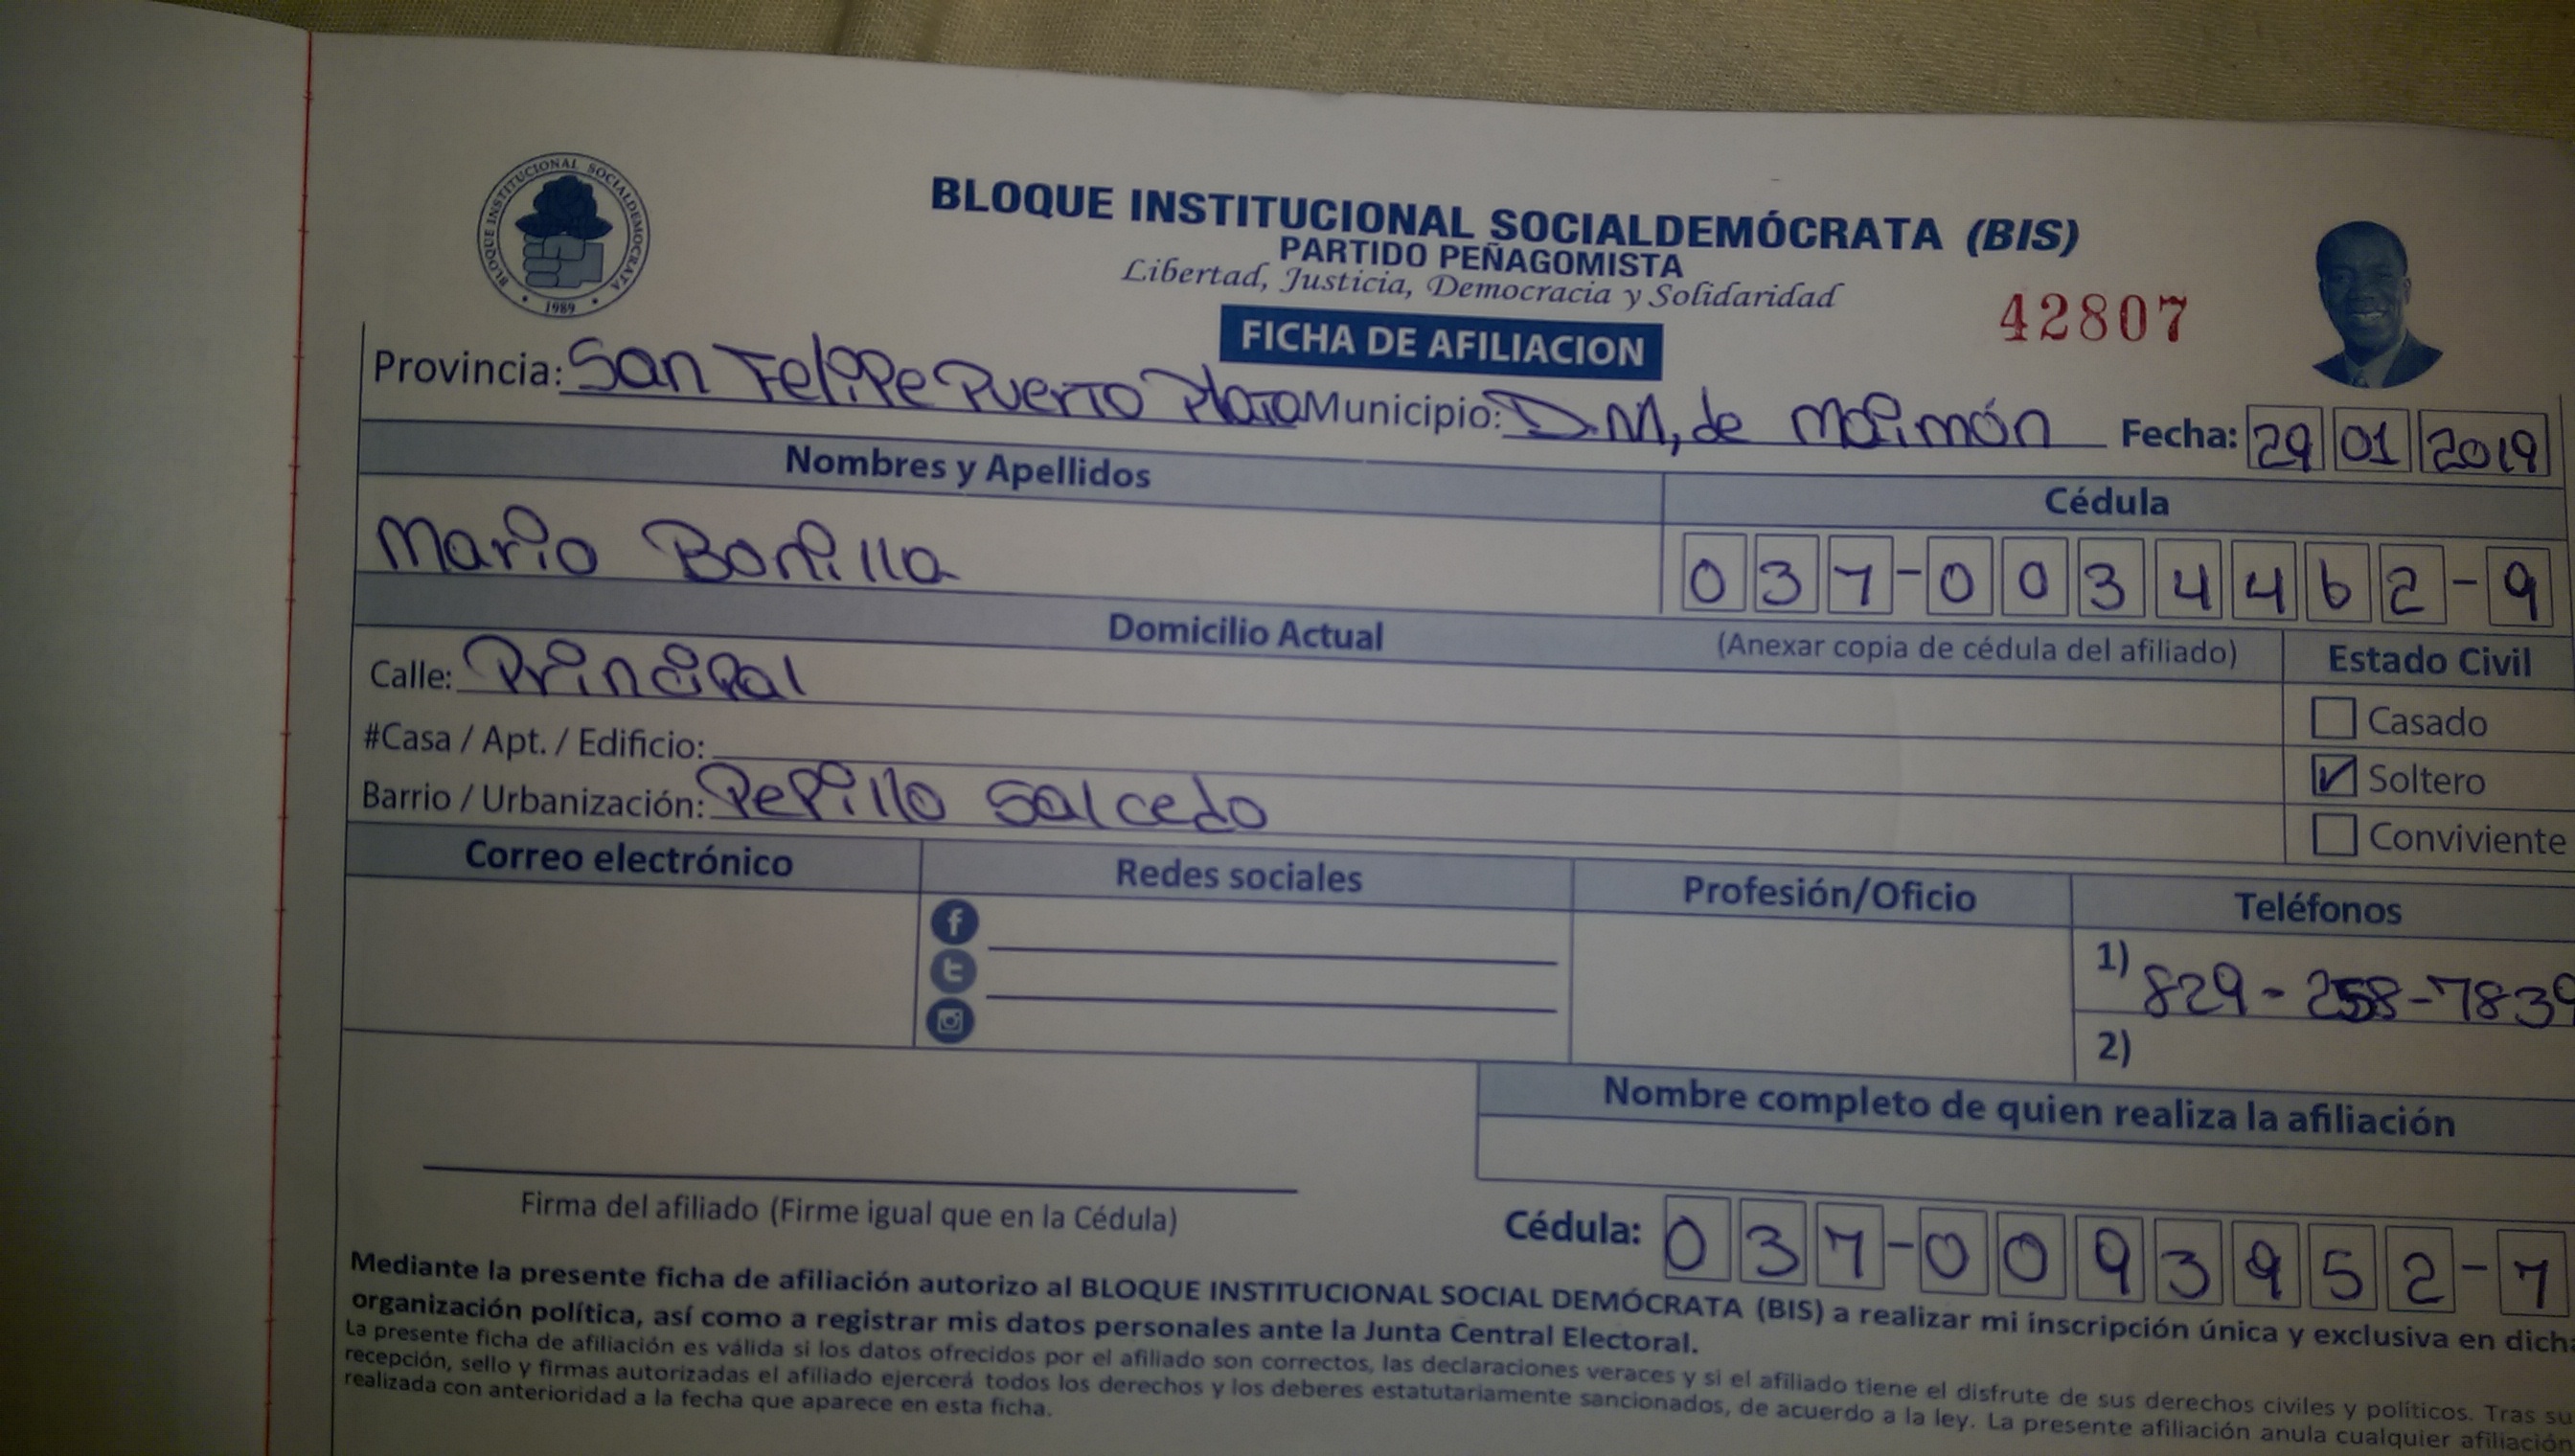 BLOQUE INSTITUCIONAL SOCIALDEMOCRATA
1989
BLOQUE INSTITUCIONAL SOCIALDEMÓCRATA (BIS)
PARTIDO PEÑAGOMISTA
Libertad, Justicia, Democracia y Solidaridad
FICHA DE AFILIACION
42807
Provincia: San Felipe Puerto Plata Municipio: D.M, de Maimón Fecha: 29 01 2019
Nombres y Apellidos Cédula
Mario Bonilla 037-0034462-9
Domicilio Actual (Anexar copia de cédula del afiliado) Estado Civil
Calle: Principal
Casado
#Casa / Apt. / Edificio:
Soltero
Barrio / Urbanización: Pepillo Salcedo
Conviviente
Correo electrónico Redes sociales Profesión/Oficio Teléfonos
1) 829-258-7839
2)
Nombre completo de quien realiza la afiliación
Firma del afiliado (Firme igual que en la Cédula)
Cédula: 037-0093952-7
Mediante la presente ficha de afiliación autorizo al BLOQUE INSTITUCIONAL SOCIAL DEMÓCRATA (BIS) a realizar mi inscripción única y exclusiva en dicha
organización política, así como a registrar mis datos personales ante la Junta Central Electoral.
La presente ficha de afiliación es válida si los datos ofrecidos por el afiliado son correctos, las declaraciones veraces y si el afiliado tiene el disfrute de sus derechos civiles y políticos. Tras su
recepción, sello y firmas autorizadas el afiliado ejercerá todos los derechos y los deberes estatutariamente sancionados, de acuerdo a la ley. La presente afiliación anula cualquier afiliación
realizada con anterioridad a la fecha que aparece en esta ficha.